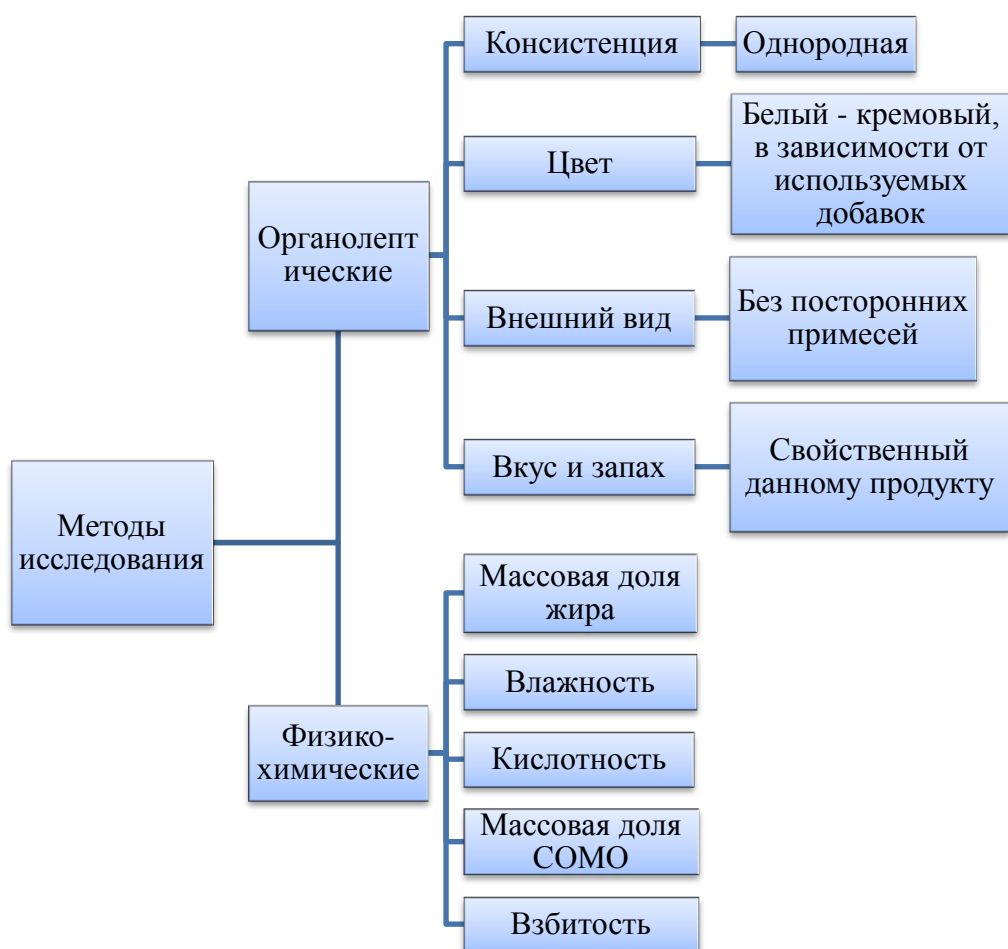 Методы
исследования
Органолепт
ические
Консистенция
Однородная
Цвет
Белый - кремовый,
в зависимости от
используемых
добавок
Внешний вид
Без посторонних
примесей
Вкус и запах
Свойственный
данному продукту
Физико-
химические
Массовая доля
жира
Влажность
Кислотность
Массовая доля
СОМО
Взбитость